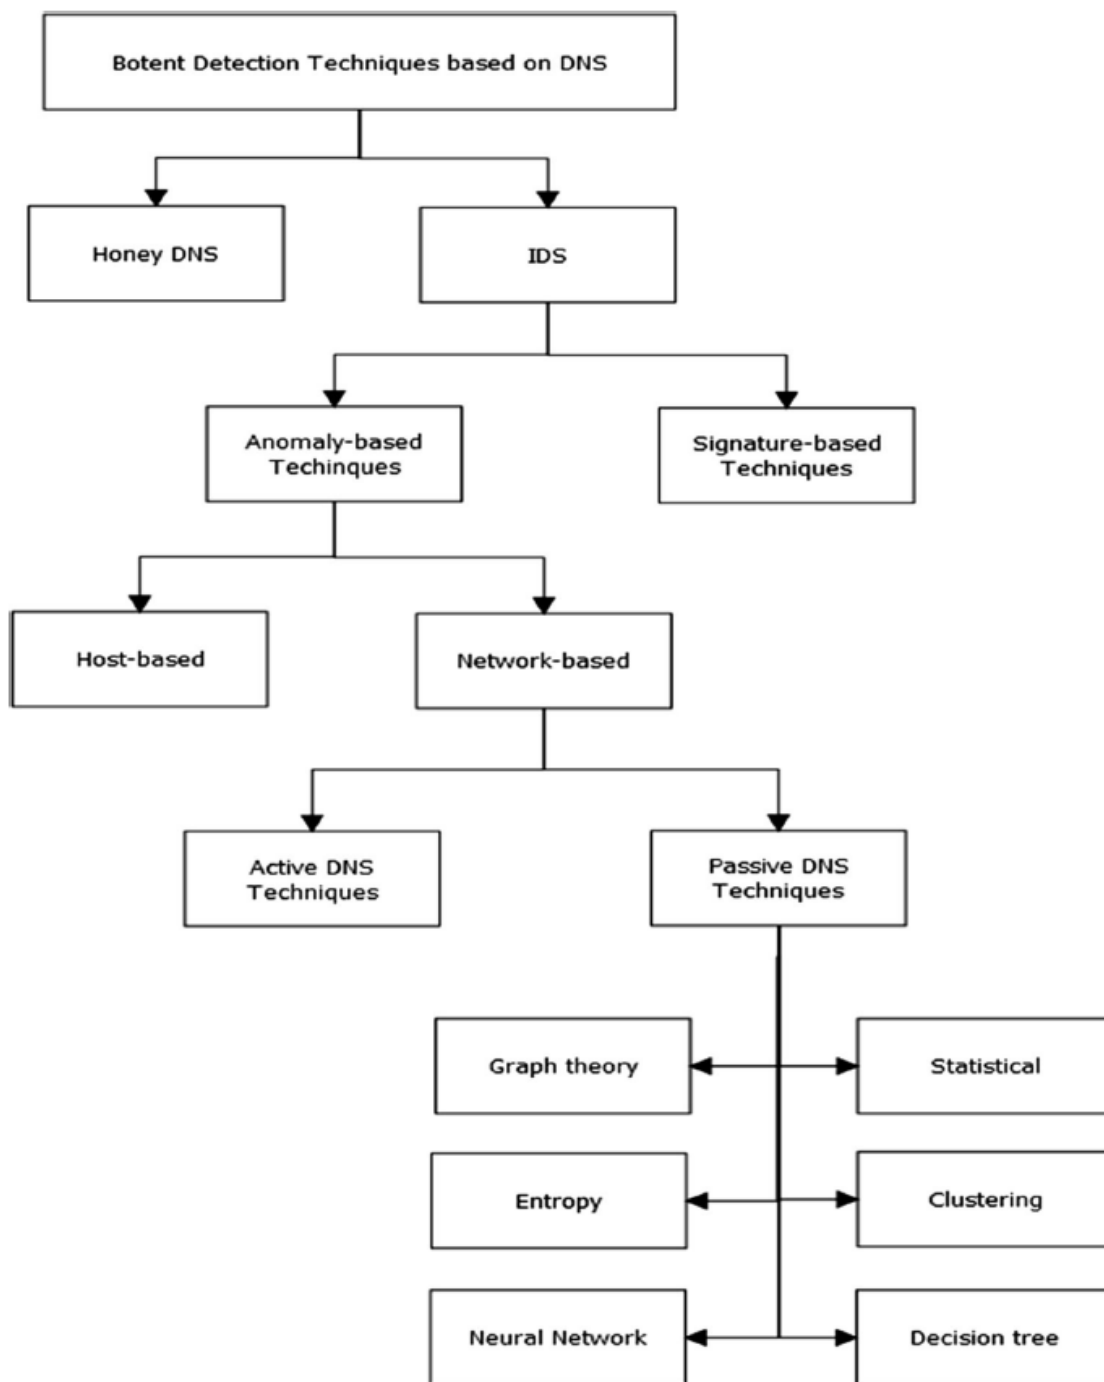 Botent Detection Techniques based on DNS
Honey DNS
IDS
Anomaly-based
Techinques
Signature-based
Techniques
Host-based
Network-based
Active DNS
Techniques
Passive DNS
Techniques
Graph theory
Statistical
Entropy
Clustering
Neural Network
Decision tree